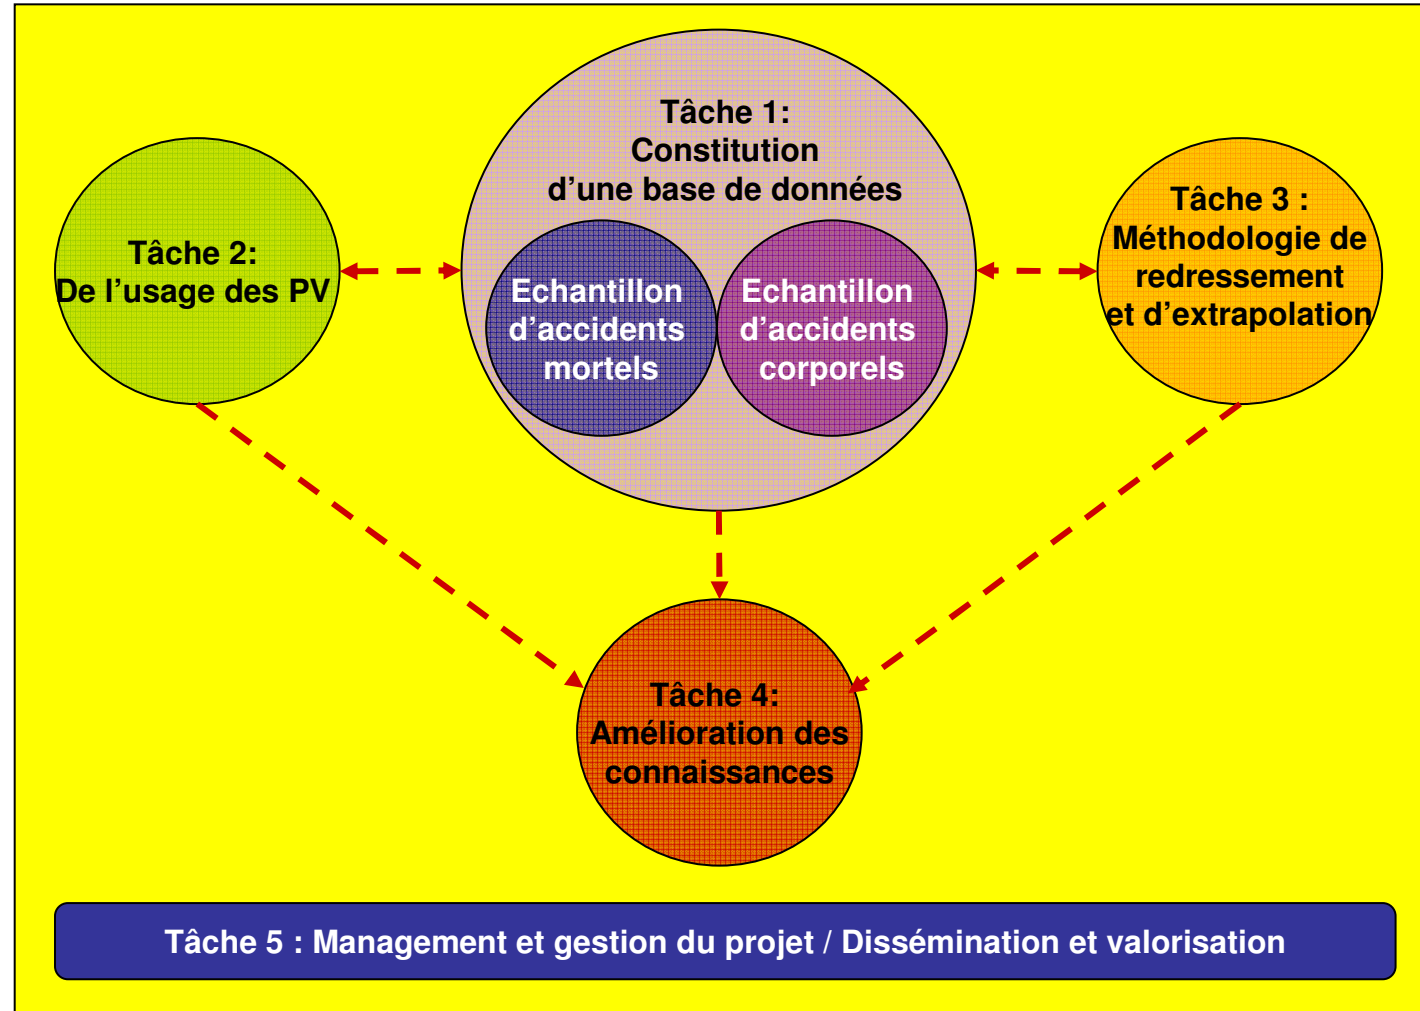 Tâche 1:
Constitution
d’une base de données
Tâche 2:
De l’usage des PV
Echantillon
d’accidents
mortels
Echantillon
d’accidents
corporels
Tâche 3 :
Méthodologie de
redressement
et d’extrapolation
Tâche 4:
Amélioration des
connaissances
Tâche 5 : Management et gestion du projet / Dissémination et valorisation